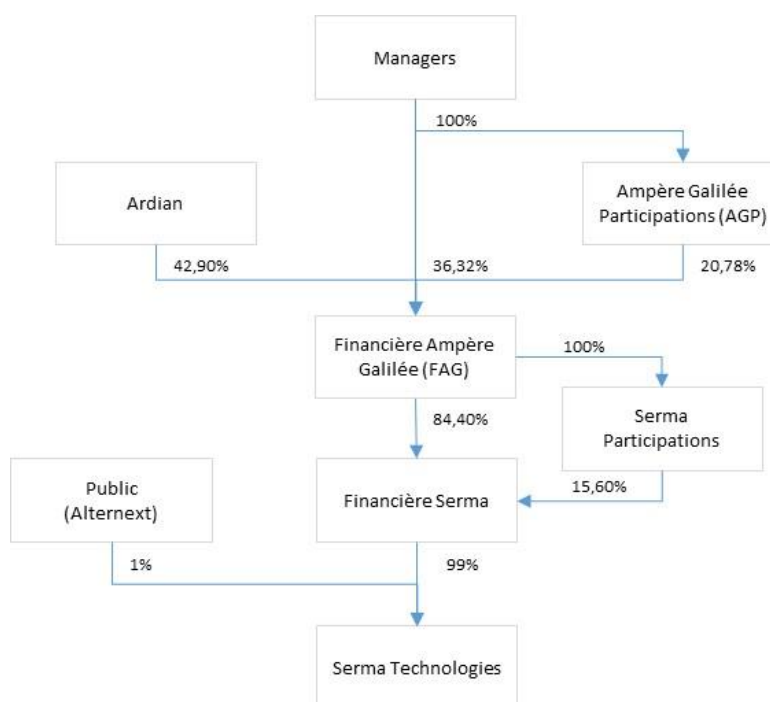 Managers
100%
Ardian
Ampère Galilée
Participations (AGP)
42,90%
36,32%
20,78%
Financière Ampère
Galilée (FAG)
100%
84,40%
Serma
Participations
Public
(Alternext)
Financière Serma
15,60%
1%
99%
Serma Technologies